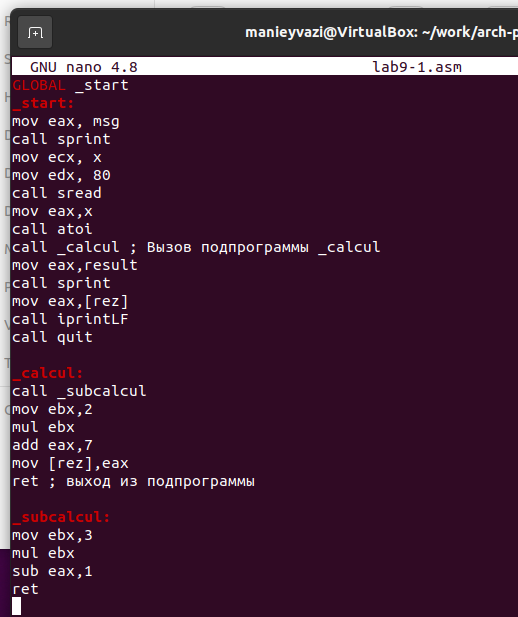 manieyvazi@VirtualBox: ~/work/arch-p
GNU nano 4.8 lab9-1.asm
GLOBAL _start
_start:
mov eax, msg
call sprint
mov ecx, x
mov edx, 80
call sread
mov eax,x
call atoi
call _calcul ; Вызов подпрограммы _calcul
mov eax,result
call sprint
mov eax,[rez]
call iprintLF
call quit
_calcul:
call _subcalcul
mov ebx,2
mul ebx
add eax,7
mov [rez],eax
ret ; выход из подпрограммы
_subcalcul:
mov ebx,3
mul ebx
sub eax,1
ret